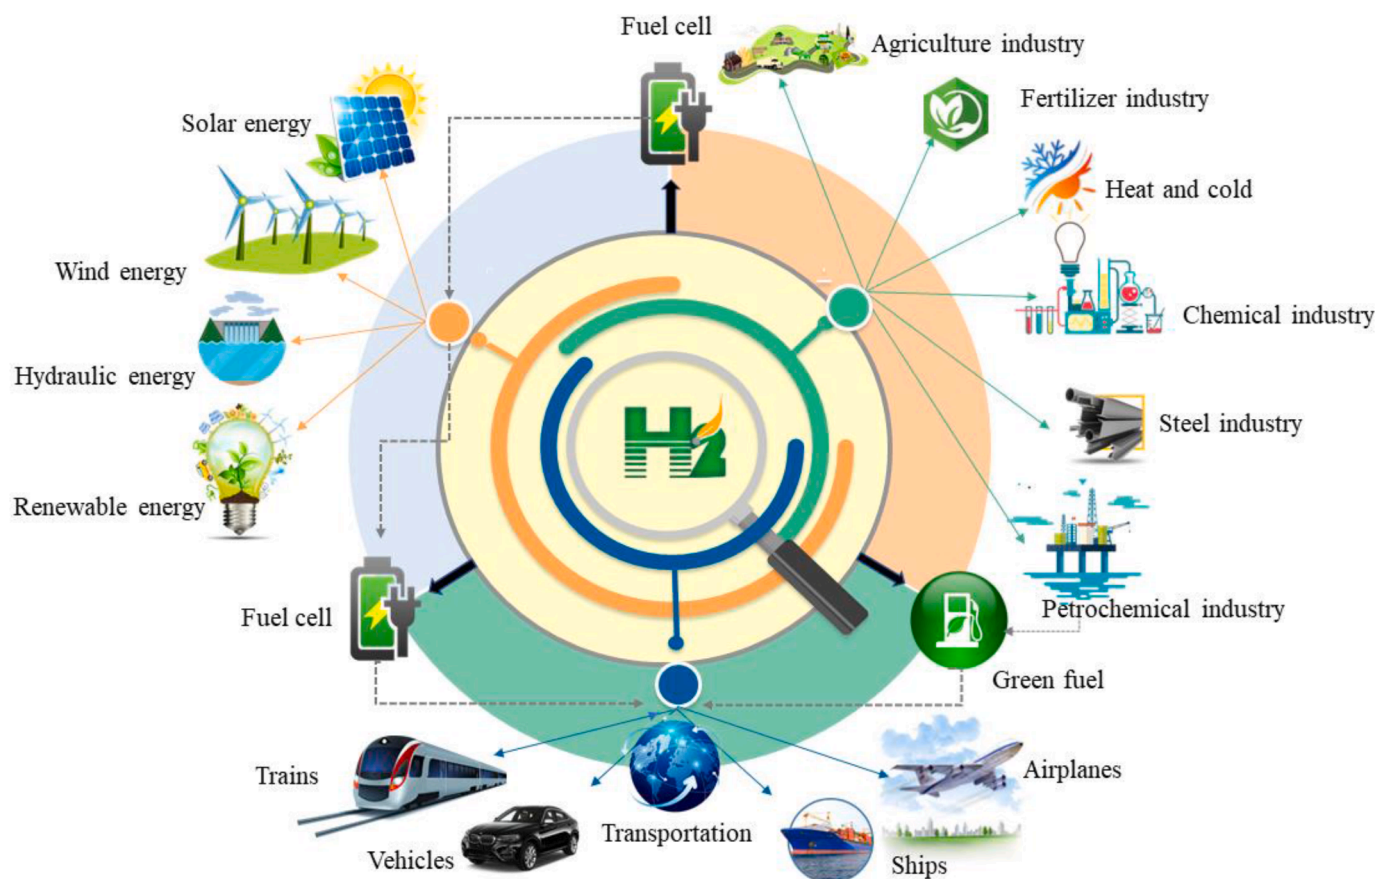 Fuel cell
Agriculture industry
Solar energy
Fertilizer industry
Heat and cold
Wind energy
Chemical industry
Hydraulic energy
H2
Steel industry
Renewable energy
Fuel cell
Petrochemical industry
Green fuel
Trains
Airplanes
Transportation
Vehicles
Ships